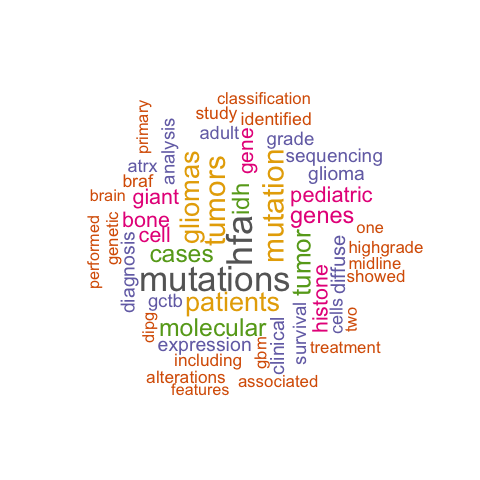 classification
study identified
primary
analysis
adult
gene
grade
sequencing
atrx
gliomas
tumors
idh
mutation
glioma
braf
brain
giant
pediatric
bone
genes
genetic
performed
cell
hfa
one
diagnosis
cases
tumor
histone
diffuse
highgrade
midline
mutations
cells
showed
gctb
patients
dipg
molecular
clinical
survival
two
expression
gbm
treatment
including
alterations
associated
features